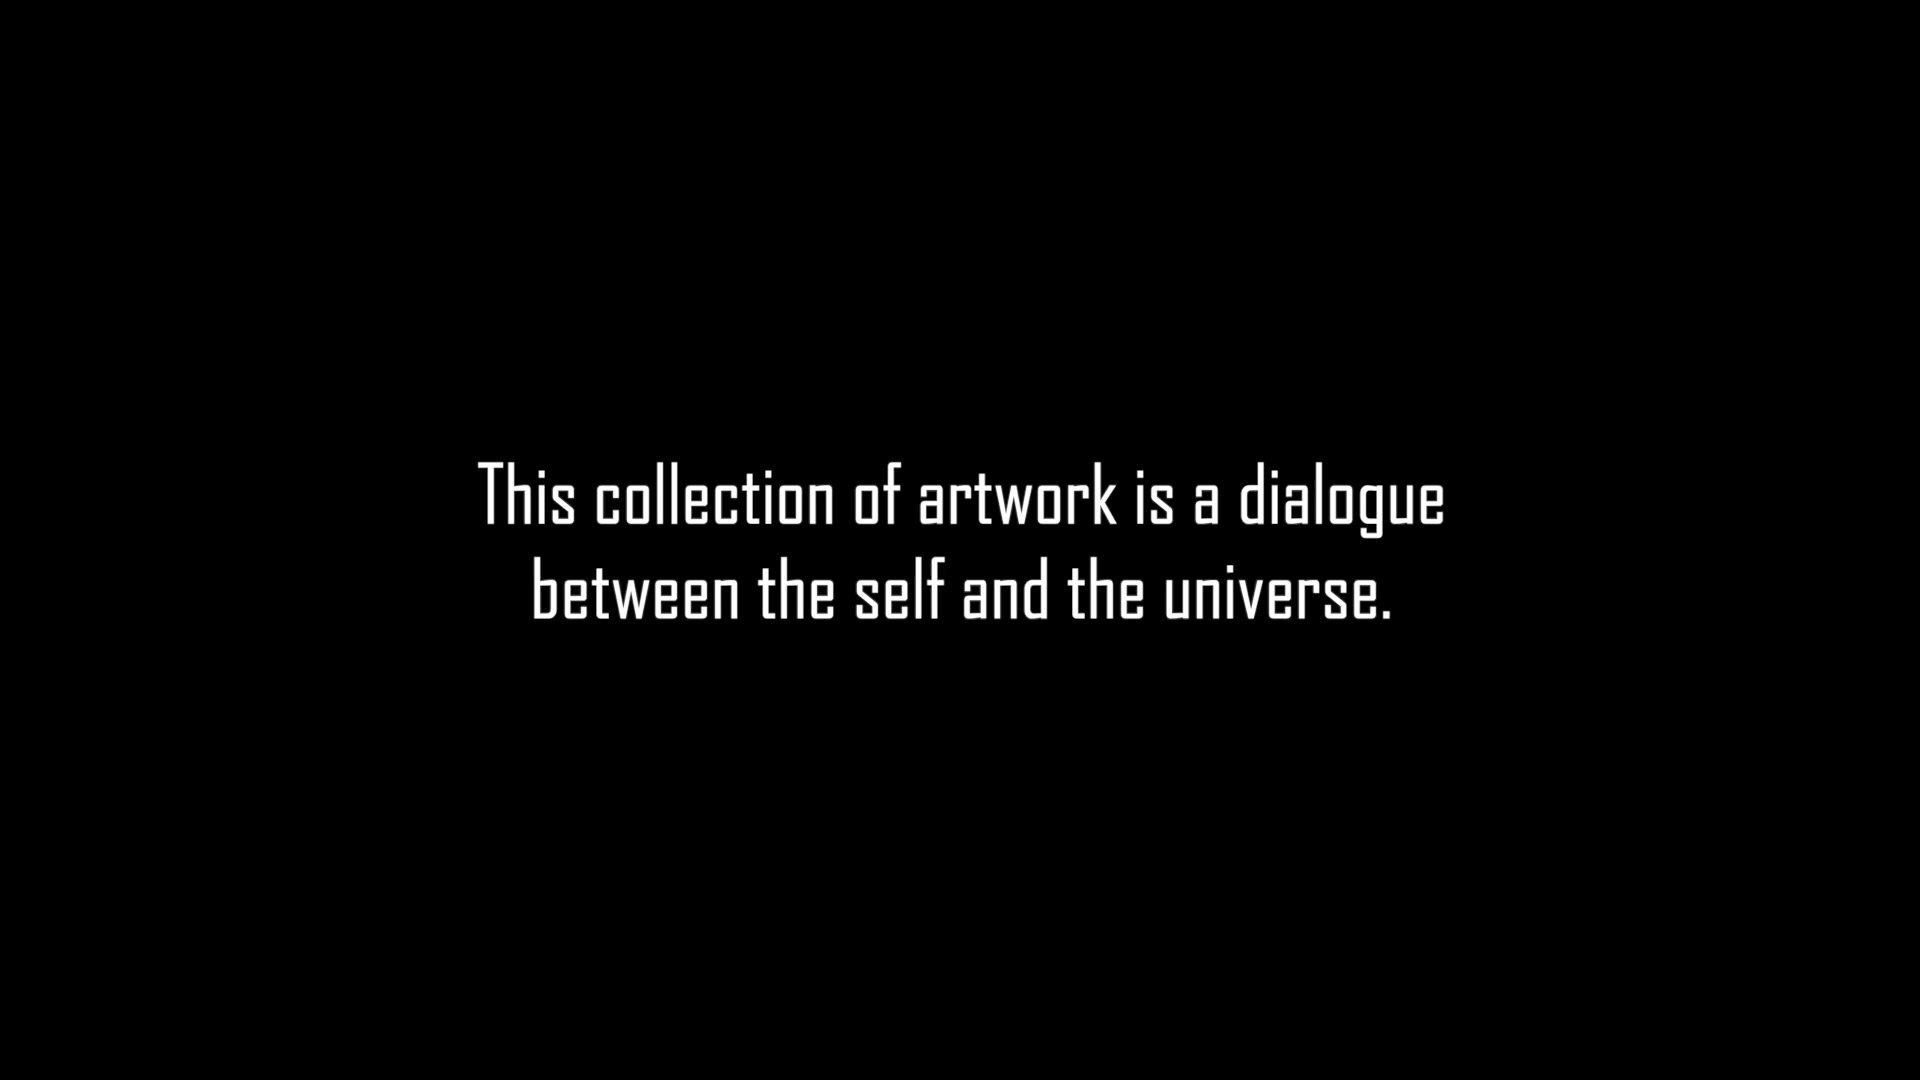 This collection of artwork is a dialogue
between the self and the universe.